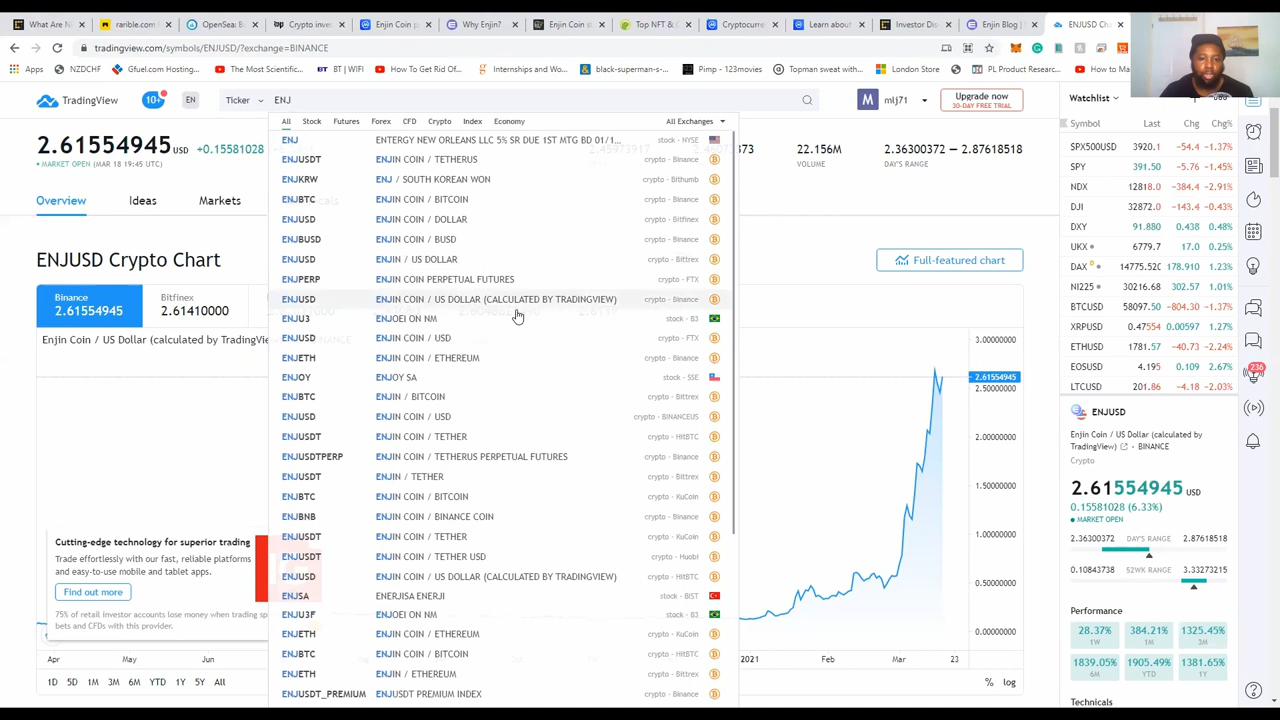 What Are NF
rarible.com
OpenSea: B
Crypto inves
Enjin Coin p
Why Enjin?
Enjin Coin
Top NFT & C
Cryptocurre
Learn about
Investor Dis
Enjin Blog |
ENJUSD Cha
tradingview.com/symbols/ENJUSD/?exchange=BINANCE
Apps
NZDCHF
Gfuel.com Hosting...
The Most Scientific...
BT | WIFI
How To Get Rid Of...
Internships and Wo...
black-superman-s-...
Pimp - 123movies
Topman sweat with...
London Store
PL Product Resear...
How to Ma
TradingView
10+
EN
Ticker
ENJ
M
mlj71
Upgrade now
30-DAY FREE TRIAL
Watchlist
All Stock Futures Forex CFD Crypto Index Economy
All Exchanges
Symbol Last Chg Chg%
2.61554945 USD +0.15581028
MARKET OPEN (MAR 18 19:45 UTC)
22.156M
VOLUME
2.36300372 — 2.87618518
DAY'S RANGE
Overview
Ideas
Markets
ENJUSD Crypto Chart
Full-featured chart
Binance
2.61554945
Bitfinex
2.61410000
Enjin Coin / US Dollar (calculated by TradingVie
ENJ ENTERGY NEW ORLEANS LLC 5% SR DUE 1ST MTG BD 01/1... stock - NYSE
ENJUSDT ENJIN COIN / TETHERUS crypto - Binance
ENJKRW ENJ / SOUTH KOREAN WON crypto - Bithumb
ENJBTC ENJIN COIN / BITCOIN crypto - Binance
ENJUSD ENJIN COIN / DOLLAR crypto - Bitfinex
ENJBUSD ENJIN COIN / BUSD crypto - Binance
ENJUSD ENJIN / US DOLLAR crypto - Bittrex
ENJPERP ENJIN COIN PERPETUAL FUTURES crypto - FTX
ENJUSD ENJIN COIN / US DOLLAR (CALCULATED BY TRADINGVIEW) crypto - Binance
ENJU3 ENJOEI ON NM stock - B3
ENJUSD ENJIN COIN / USD crypto - FTX
ENJETH ENJIN COIN / ETHEREUM crypto - Binance
ENJOY ENJOY SA stock - SSE
ENJBTC ENJIN / BITCOIN crypto - Bittrex
ENJUSD ENJIN COIN / USD crypto - BINANCEUS
ENJUSDT ENJIN COIN / TETHER crypto - HitBTC
ENJUSDTPERP ENJIN COIN / TETHERUS PERPETUAL FUTURES crypto - Binance
ENJUSDT ENJIN / TETHER crypto - Bittrex
ENJBTC ENJIN COIN / BITCOIN crypto - KuCoin
ENJBNB ENJIN COIN / BINANCE COIN crypto - Binance
ENJUSDT ENJIN COIN / TETHER crypto - KuCoin
ENJUSDT ENJIN COIN / TETHER USD crypto - Huobi
ENJUSD ENJIN COIN / US DOLLAR (CALCULATED BY TRADINGVIEW) crypto - HitBTC
ENJSA ENERJISA ENERJI stock - BIST
ENJU3F ENJOEI ON NM stock - B3
ENJETH ENJIN COIN / ETHEREUM crypto - KuCoin
ENJBTC ENJIN COIN / BITCOIN crypto - HitBTC
ENJETH ENJIN / ETHEREUM crypto - Bittrex
ENJUSDT_PREMIUM ENJUSDT PREMIUM INDEX crypto - Binance
Cutting-edge technology for superior trading
Trade effortlessly with our fast, reliable platforms
and easy-to-use mobile and tablet apps.
Find out more
75% of retail investor accounts lose money when trading sp
bets and CFDs with this provider.
3.00000000
2.61554945
2.50000000
2.00000000
1.50000000
1.00000000
0.50000000
0.00000000
Apr May Jun 2021 Feb Mar 23
1D 5D 1M 3M 6M YTD 1Y 5Y All
% log
SPX500USD 3920.1 -54.4 -1.37%
SPY 391.50 -5.76 -1.45%
NDX 12818.0 -384.4 -2.91%
DJI 32872.0 -143.4 -0.43%
DXY 91.880 0.438 0.48%
UKX 6779.7 17.0 0.25%
DAX 14775.52 178.910 1.23%
NI225 30216.68 302.57 1.01%
BTCUSD 58097.50 -804.30 -1.37%
XRPUSD 0.47554 0.00597 1.27%
ETHUSD 1781.57 -40.73 -2.24%
EOSUSD 4.195 0.109 2.67%
LTCUSD 201.86 -4.18 -2.03%
236
ENJUSD
Enjin Coin / US Dollar (calculated by
TradingView) • BINANCE
Crypto
2.61554945 USD
0.15581028 (6.33%)
MARKET OPEN
2.36300372 DAY'S RANGE 2.87618518
0.10843738 52WK RANGE 3.33273215
Performance
28.37% 384.21% 1325.45%
1W 1M 3M
1839.05% 1905.49% 1381.65%
6M YTD 1Y
Technicals